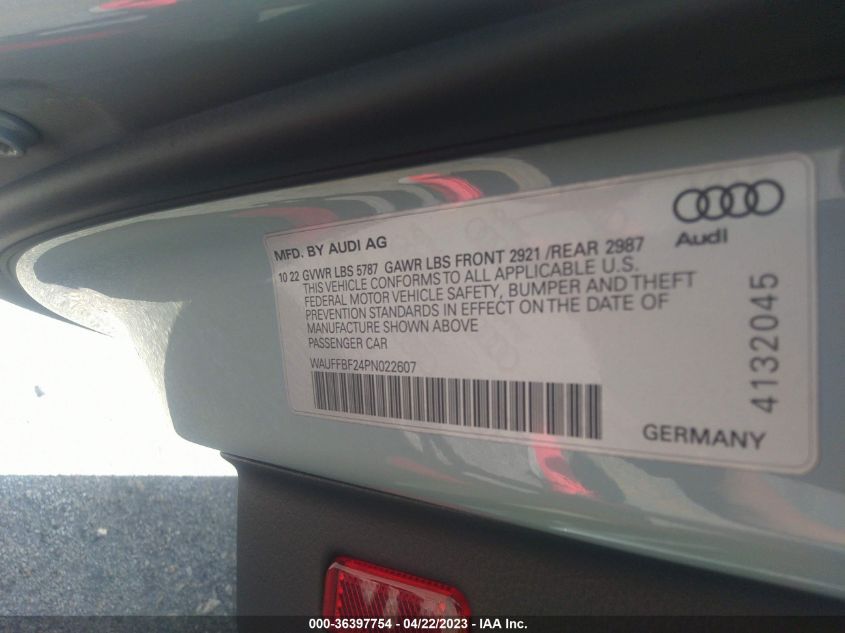 MFD. BY AUDI AG
10 22 GVWR LBS 5787 GAWR LBS FRONT 2921 /REAR 2987
THIS VEHICLE CONFORMS TO ALL APPLICABLE U.S.
FEDERAL MOTOR VEHICLE SAFETY, BUMPER AND THEFT
PREVENTION STANDARDS IN EFFECT ON THE DATE OF
MANUFACTURE SHOWN ABOVE
PASSENGER CAR
WAUFFBF24PN022607
Audi
4132045
GERMANY
000-36397754 - 04/22/2023 - IAA Inc.